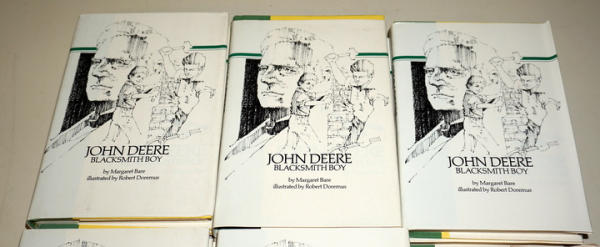 JOHN DEERE
BLACKSMITH BOY
by Margaret Bare
illustrated by Robert Doremus
JOHN DEERE
BLACKSMITH BOY
by Margaret Bare
illustrated by Robert Doremus
JOHN DEERE
BLACKSMITH BOY
by Margaret Bare
illustrated by Robert Doremus